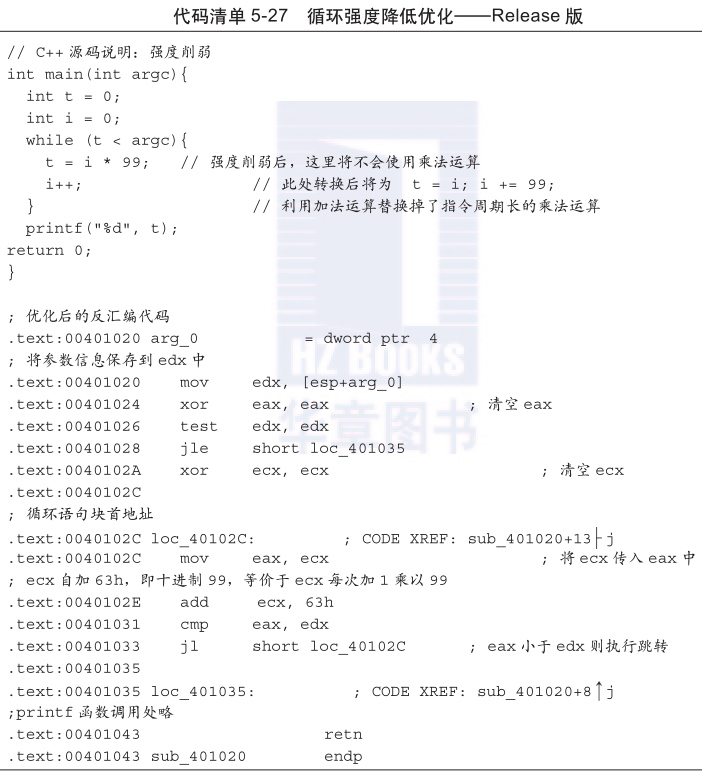 代码清单 5-27 循环强度降低优化——Release 版
// C++ 源码说明：强度削弱
int main(int argc){
int t = 0;
int i = 0;
while (t < argc){
t = i * 99; // 强度削弱后，这里将不会使用乘法运算
i++; // 此处转换后将为 t = i; i += 99;
} // 利用加法运算替换掉了指令周期长的乘法运算
printf("%d", t);
return 0;
}
; 优化后的反汇编代码
.text:00401020 arg_0 = dword ptr 4
; 将参数信息保存到 edx 中
.text:00401020 mov edx, [esp+arg_0]
.text:00401024 xor eax, eax ; 清空 eax
.text:00401026 test edx, edx
.text:00401028 jle short loc_401035
.text:0040102A xor ecx, ecx ; 清空 ecx
.text:0040102C
; 循环语句块首地址
.text:0040102C loc_40102C: ; CODE XREF: sub_401020+13├j
.text:0040102C mov eax, ecx ; 将 ecx 传入 eax 中
; ecx 自加 63h，即十进制 99，等价于 ecx 每次加 1 乘以 99
.text:0040102E add ecx, 63h
.text:00401031 cmp eax, edx
.text:00401033 jl short loc_40102C ; eax 小于 edx 则执行跳转
.text:00401035
.text:00401035 loc_401035: ; CODE XREF: sub_401020+8↑j
;printf 函数调用处略
.text:00401043 retn
.text:00401043 sub_401020 endp
HZ BOOKS
华章图书